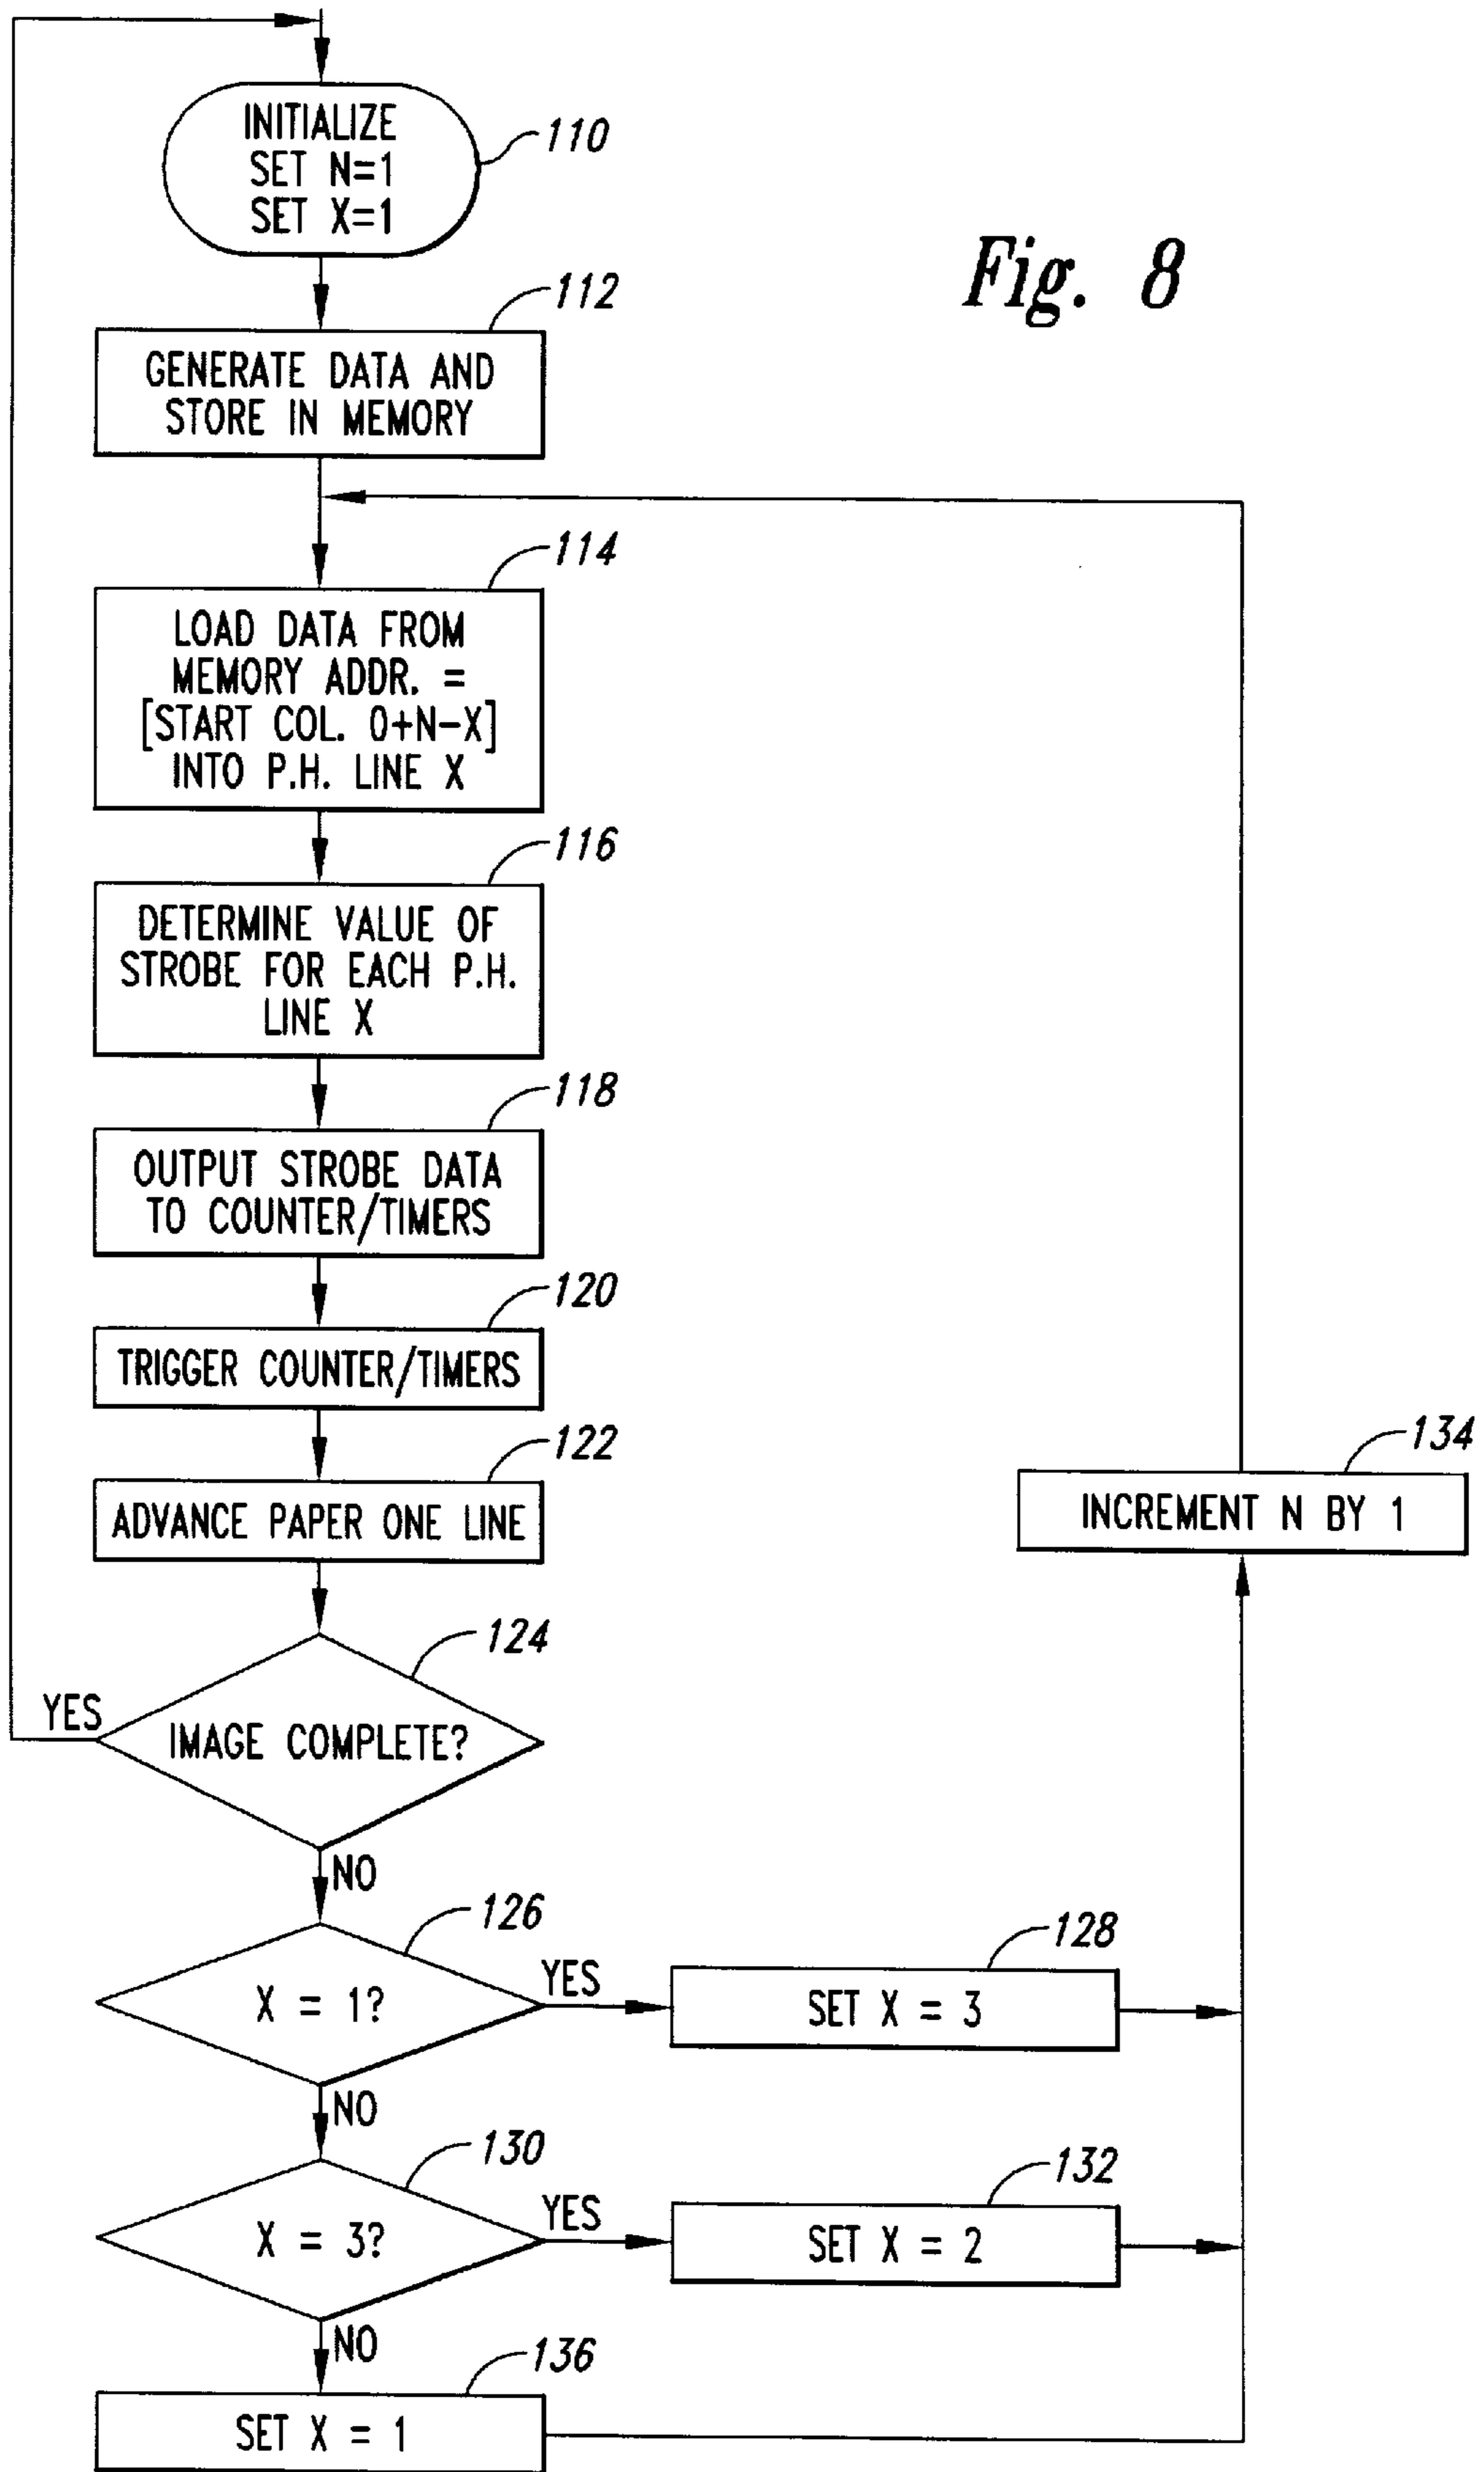 INITIALIZE
SET N=1
SET X=1
110
Fig. 8
112
GENERATE DATA AND
STORE IN MEMORY
114
LOAD DATA FROM
MEMORY ADDR. =
[START COL. 0+N-X]
INTO P.H. LINE X
116
DETERMINE VALUE OF
STROBE FOR EACH P.H.
LINE X
118
OUTPUT STROBE DATA
TO COUNTER/TIMERS
120
TRIGGER COUNTER/TIMERS
122
ADVANCE PAPER ONE LINE
134
INCREMENT N BY 1
124
YES
IMAGE COMPLETE?
NO
126
X = 1?
YES
128
SET X = 3
NO
130
X = 3?
YES
132
SET X = 2
NO
136
SET X = 1